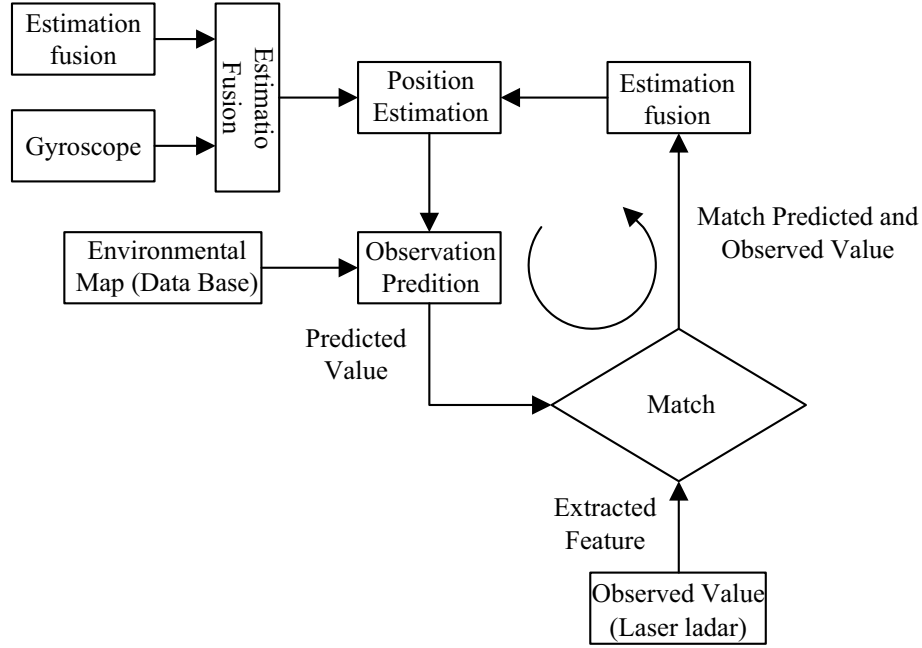 Estimation
fusion
Gyroscope
Estimatio
Fusion
Position
Estimation
Estimation
fusion
Environmental
Map (Data Base)
Observation
Predition
Match Predicted and
Observed Value
Predicted
Value
Match
Extracted
Feature
Observed Value
(Laser ladar)